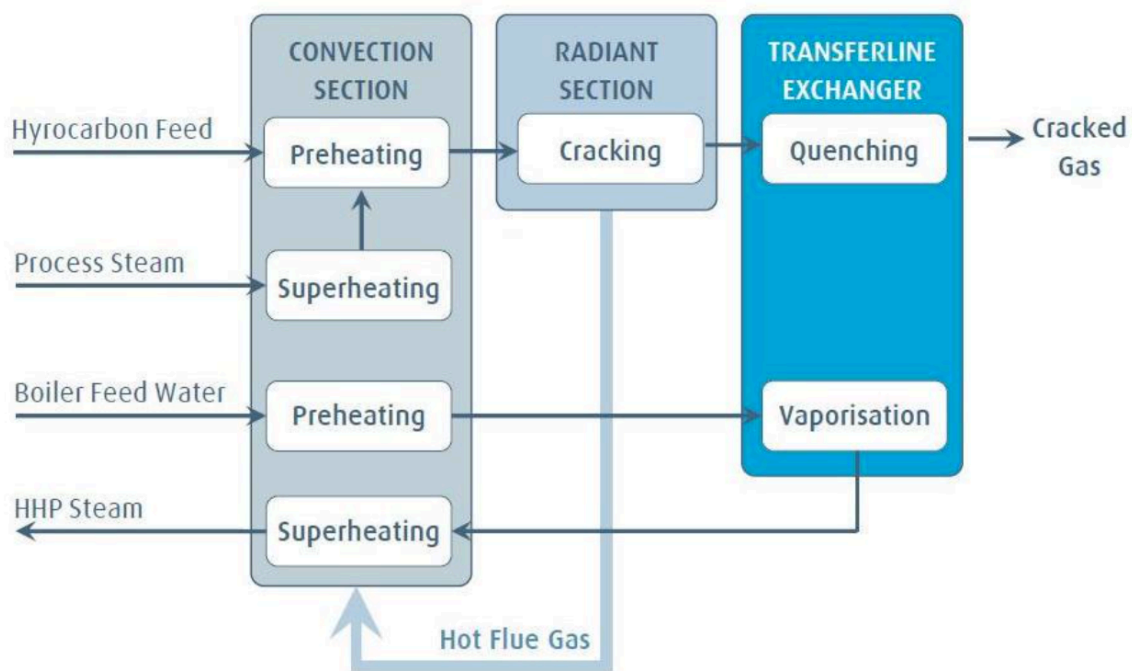 CONVECTION
SECTION
RADIANT
SECTION
TRANSFERLINE
EXCHANGER
Hyrocarbon Feed
Preheating
Cracking
Quenching
Cracked
Gas
Process Steam
Superheating
Boiler Feed Water
Preheating
Vaporisation
HHP Steam
Superheating
Hot Flue Gas